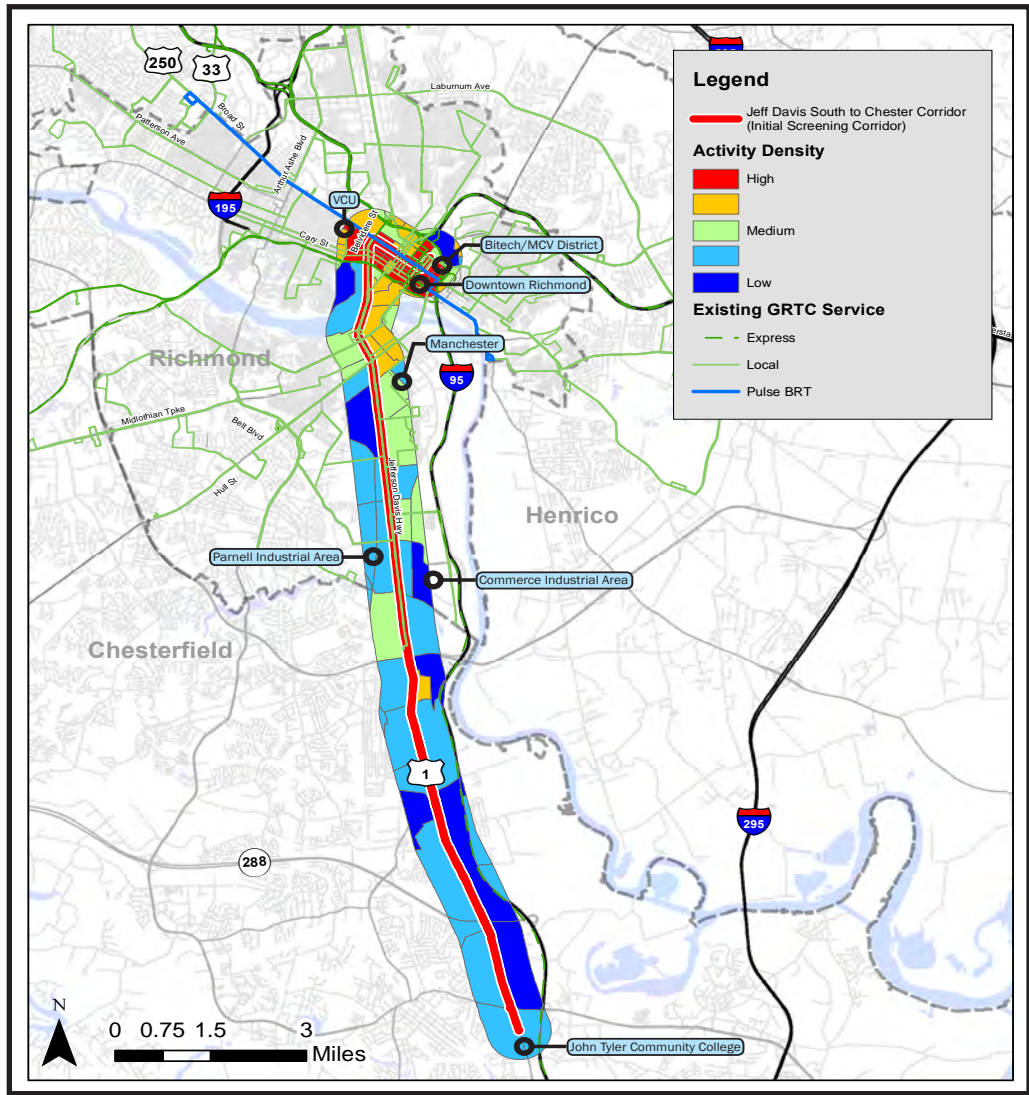 250
33
Laburnum Ave
Broad St
Patterson Ave
Arthur Ashe Blvd
195
VCU
Belvidere St
Cary St
Bitech/MCV District
Downtown Richmond
Richmond
Manchester
95
Midlothian Tpke
Belt Blvd
Hull St
Jefferson Davis Hwy
Henrico
Parnell Industrial Area
Commerce Industrial Area
Chesterfield
1
295
288
John Tyler Community College
N
0 0.75 1.5 3
Miles
Legend
Jeff Davis South to Chester Corridor
(Initial Screening Corridor)
Activity Density
High
Medium
Low
Existing GRTC Service
Express
Local
Pulse BRT